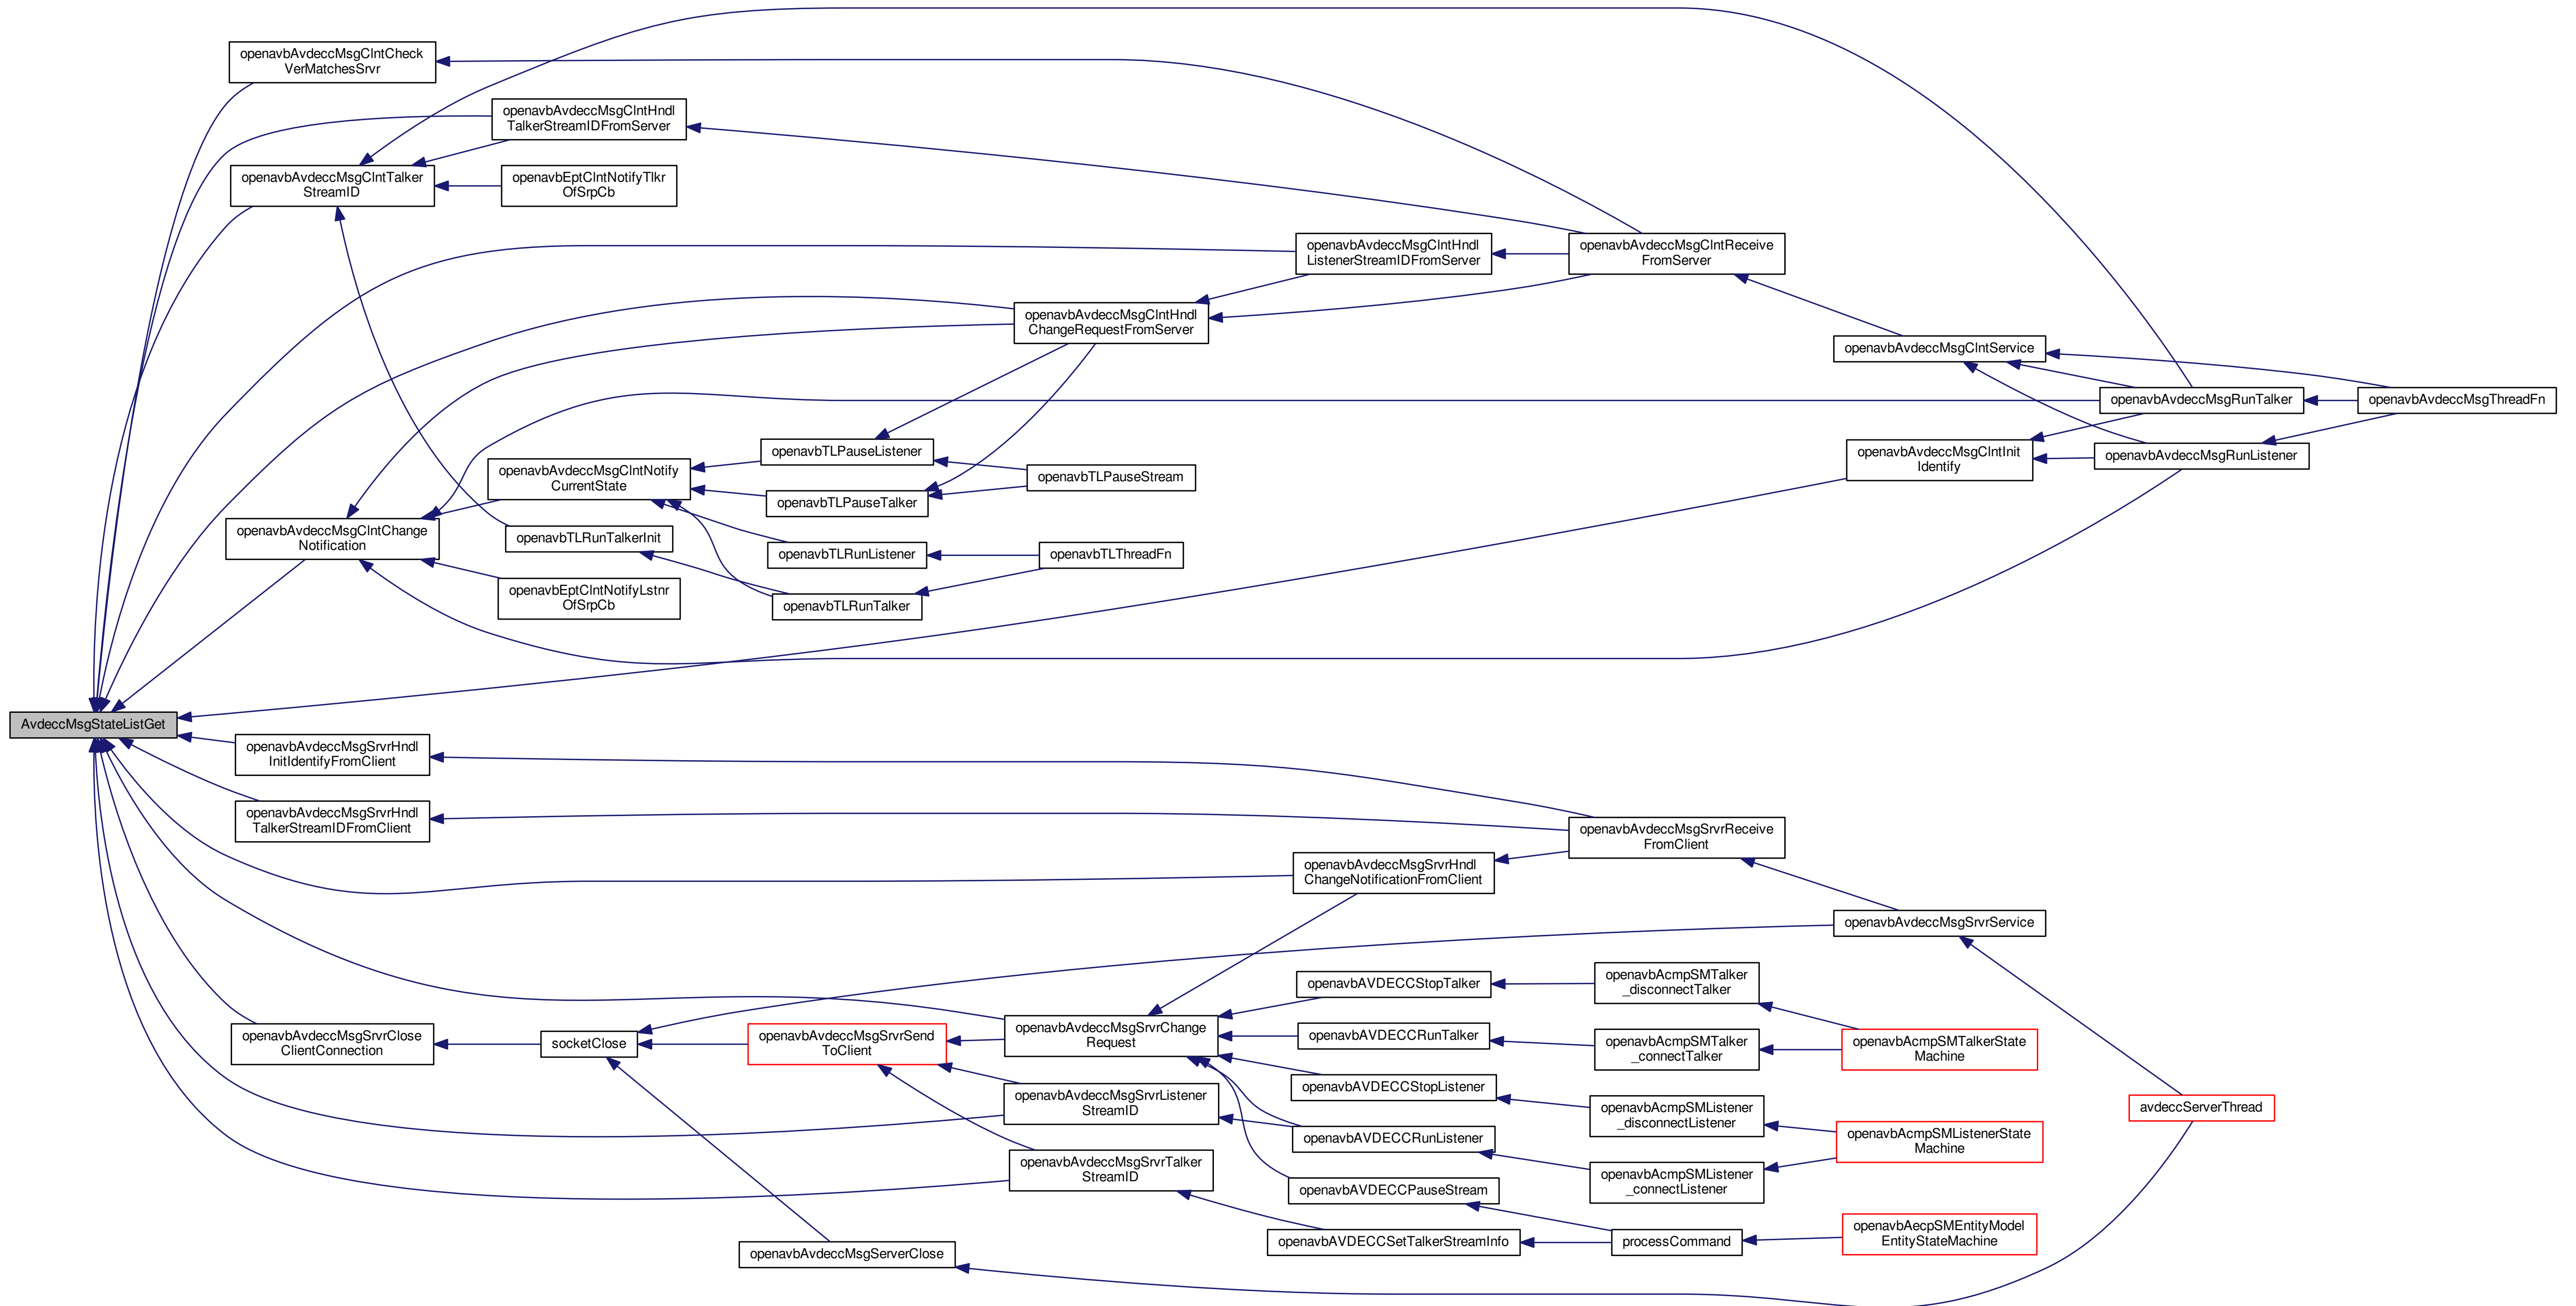 openavbAvdeccMsgClntCheck
VerMatchesSrvr
openavbAvdeccMsgClntHndl
TalkerStreamIDFromServer
openavbAvdeccMsgClntTalker
StreamID
openavbEptClntNotifyTlkr
OfSrpCb
openavbAvdeccMsgClntHndl
ListenerStreamIDFromServer
openavbAvdeccMsgClntReceive
FromServer
openavbAvdeccMsgClntHndl
ChangeRequestFromServer
openavbAvdeccMsgClntService
openavbAvdeccMsgRunTalker
openavbAvdeccMsgThreadFn
openavbTLPauseListener
openavbAvdeccMsgClntInit
Identify
openavbAvdeccMsgRunListener
openavbAvdeccMsgClntNotify
CurrentState
openavbTLPauseStream
openavbTLPauseTalker
openavbAvdeccMsgClntChange
Notification
openavbTLRunTalkerInit
openavbTLRunListener
openavbTLThreadFn
openavbEptClntNotifyLstnr
OfSrpCb
openavbTLRunTalker
AvdeccMsgStateListGet
openavbAvdeccMsgSrvrHndl
InitIdentifyFromClient
openavbAvdeccMsgSrvrHndl
TalkerStreamIDFromClient
openavbAvdeccMsgSrvrReceive
FromClient
openavbAvdeccMsgSrvrHndl
ChangeNotificationFromClient
openavbAvdeccMsgSrvrService
openavbAVDECCStopTalker
openavbAcmpSMTalker
_disconnectTalker
openavbAvdeccMsgSrvrClose
ClientConnection
socketClose
openavbAvdeccMsgSrvrSend
ToClient
openavbAvdeccMsgSrvrChange
Request
openavbAVDECCRunTalker
openavbAcmpSMTalker
_connectTalker
openavbAcmpSMTalkerState
Machine
openavbAVDECCStopListener
openavbAvdeccMsgSrvrListener
StreamID
openavbAcmpSMListener
_disconnectListener
avdeccServerThread
openavbAVDECCRunListener
openavbAcmpSMListenerState
Machine
openavbAvdeccMsgSrvrTalker
StreamID
openavbAcmpSMListener
_connectListener
openavbAVDECCPauseStream
openavbAVDECCSetTalkerStreamInfo
processCommand
openavbAecpSMEntityModel
EntityStateMachine
openavbAvdeccMsgServerClose